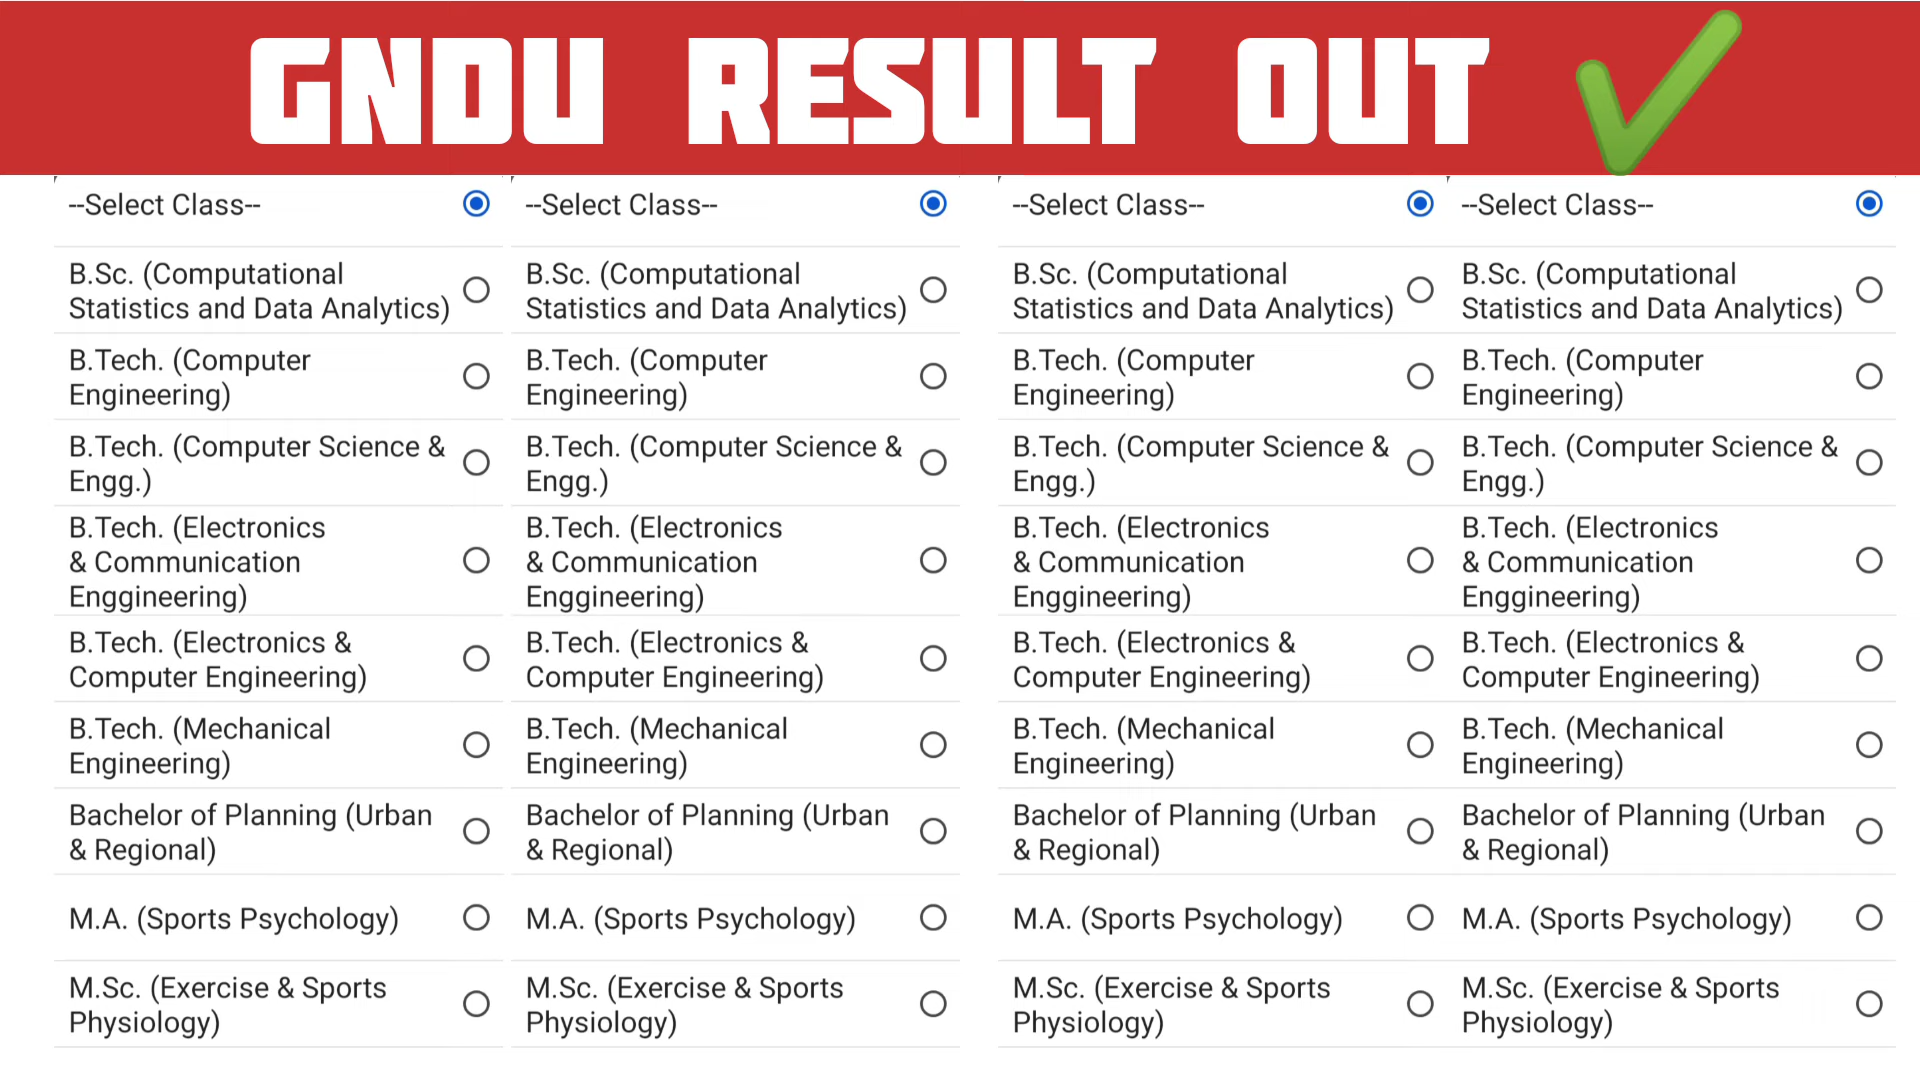 GNDU RESULT OUT
--Select Class--
B.Sc. (Computational
Statistics and Data Analytics)
B.Tech. (Computer
Engineering)
B.Tech. (Computer Science &
Engg.)
B.Tech. (Electronics
& Communication
Enggineering)
B.Tech. (Electronics &
Computer Engineering)
B.Tech. (Mechanical
Engineering)
Bachelor of Planning (Urban
& Regional)
M.A. (Sports Psychology)
M.Sc. (Exercise & Sports
Physiology)
--Select Class--
B.Sc. (Computational
Statistics and Data Analytics)
B.Tech. (Computer
Engineering)
B.Tech. (Computer Science &
Engg.)
B.Tech. (Electronics
& Communication
Enggineering)
B.Tech. (Electronics &
Computer Engineering)
B.Tech. (Mechanical
Engineering)
Bachelor of Planning (Urban
& Regional)
M.A. (Sports Psychology)
M.Sc. (Exercise & Sports
Physiology)
--Select Class--
B.Sc. (Computational
Statistics and Data Analytics)
B.Tech. (Computer
Engineering)
B.Tech. (Computer Science &
Engg.)
B.Tech. (Electronics
& Communication
Enggineering)
B.Tech. (Electronics &
Computer Engineering)
B.Tech. (Mechanical
Engineering)
Bachelor of Planning (Urban
& Regional)
M.A. (Sports Psychology)
M.Sc. (Exercise & Sports
Physiology)
--Select Class--
B.Sc. (Computational
Statistics and Data Analytics)
B.Tech. (Computer
Engineering)
B.Tech. (Computer Science &
Engg.)
B.Tech. (Electronics
& Communication
Enggineering)
B.Tech. (Electronics &
Computer Engineering)
B.Tech. (Mechanical
Engineering)
Bachelor of Planning (Urban
& Regional)
M.A. (Sports Psychology)
M.Sc. (Exercise & Sports
Physiology)